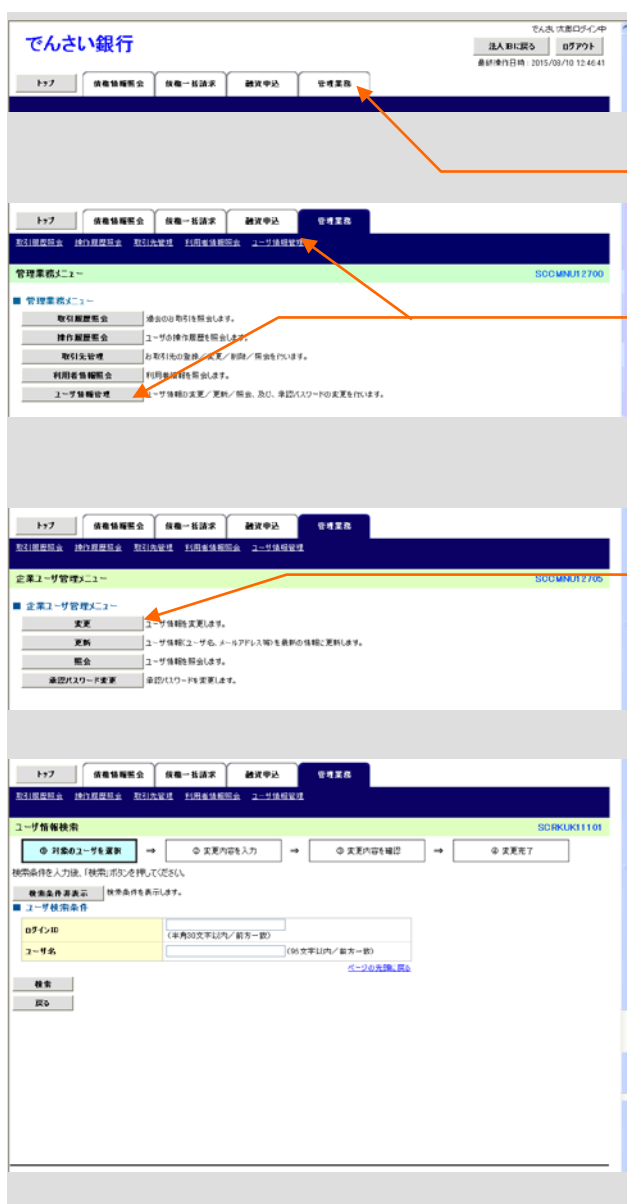 でんさい銀行
でんさい太郎ログイン中
法人IBに戻る ログアウト
最終操作日時：2015/03/10 12:46:41
トップ 債権情報照会 債権一括請求 融資申込 管理業務
トップ 債権情報照会 債権一括請求 融資申込 管理業務
取引履歴照会 操作履歴照会 取引先管理 利用者情報照会 ユーザ情報管理
管理業務メニュー SCCMNU12700
■ 管理業務メニュー
取引履歴照会 過去のお取引を照会します。
操作履歴照会 ユーザの操作履歴を照会します。
取引先管理 お取引先の登録／変更／削除／照会を行います。
利用者情報照会 利用者情報を照会します。
ユーザ情報管理 ユーザ情報の変更／更新／照会、及び、承認パスワードの変更を行います。
トップ 債権情報照会 債権一括請求 融資申込 管理業務
取引履歴照会 操作履歴照会 取引先管理 利用者情報照会 ユーザ情報管理
企業ユーザ管理メニュー SCCMNU12705
■ 企業ユーザ管理メニュー
変更 ユーザ情報を変更します。
更新 ユーザ情報(ユーザ名、メールアドレス等)を最新の情報に更新します。
照会 ユーザ情報を照会します。
承認パスワード変更 承認パスワードを変更します。
トップ 債権情報照会 債権一括請求 融資申込 管理業務
取引履歴照会 操作履歴照会 取引先管理 利用者情報照会 ユーザ情報管理
ユーザ情報検索 SCRKUK11101
① 対象のユーザを選択 ⇒ ② 変更内容を入力 ⇒ ③ 変更内容を確認 ⇒ ④ 変更完了
検索条件を入力後、「検索」ボタンを押してください。
検索条件非表示 検索条件を表示します。
■ ユーザ検索条件
ログインID (半角30文字以内／前方一致)
ユーザ名 (96文字以内／前方一致)
ページの先頭に戻る
検索
戻る